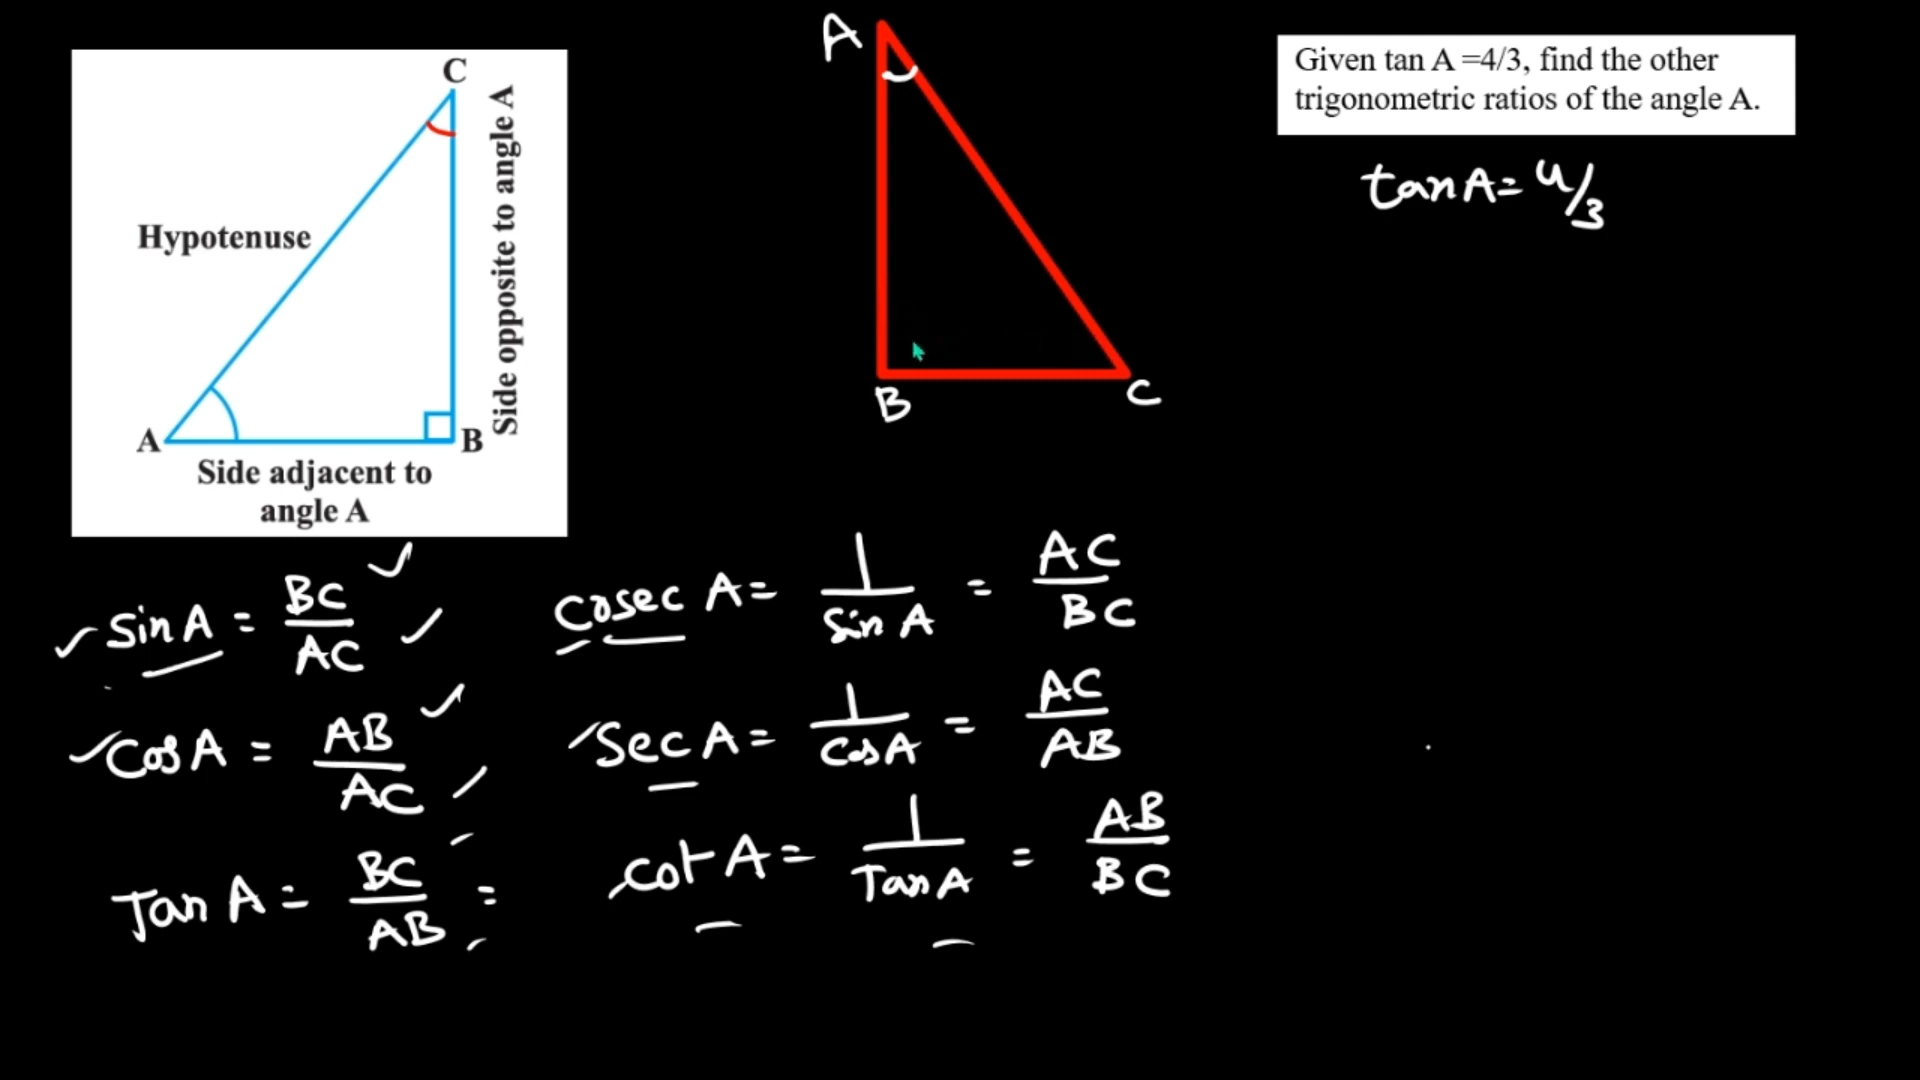 C
Hypotenuse
Side opposite to angle A
A
B
Side adjacent to
angle A
A
B
C
Given tan A =4/3, find the other
trigonometric ratios of the angle A.
tan A = 4/3
sin A = BC/AC
cosec A = 1/Sin A = AC/BC
Cos A = AB/AC
Sec A = 1/Cos A = AC/AB
Tan A = BC/AB =
cot A = 1/Tan A = AB/BC